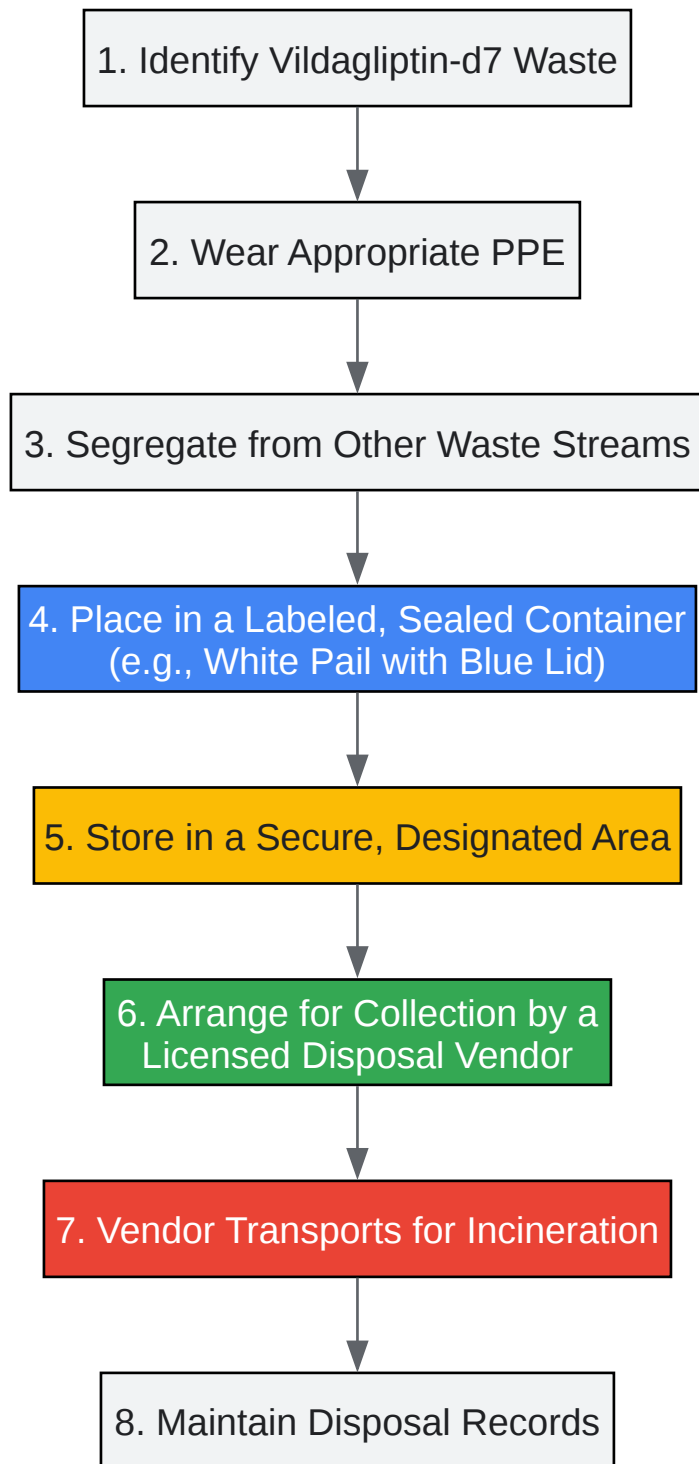 1. Identify Vildagliptin-d7 Waste
2. Wear Appropriate PPE
3. Segregate from Other Waste Streams
4. Place in a Labeled, Sealed Container
(e.g., White Pail with Blue Lid)
5. Store in a Secure, Designated Area
6. Arrange for Collection by a
Licensed Disposal Vendor
7. Vendor Transports for Incineration
8. Maintain Disposal Records